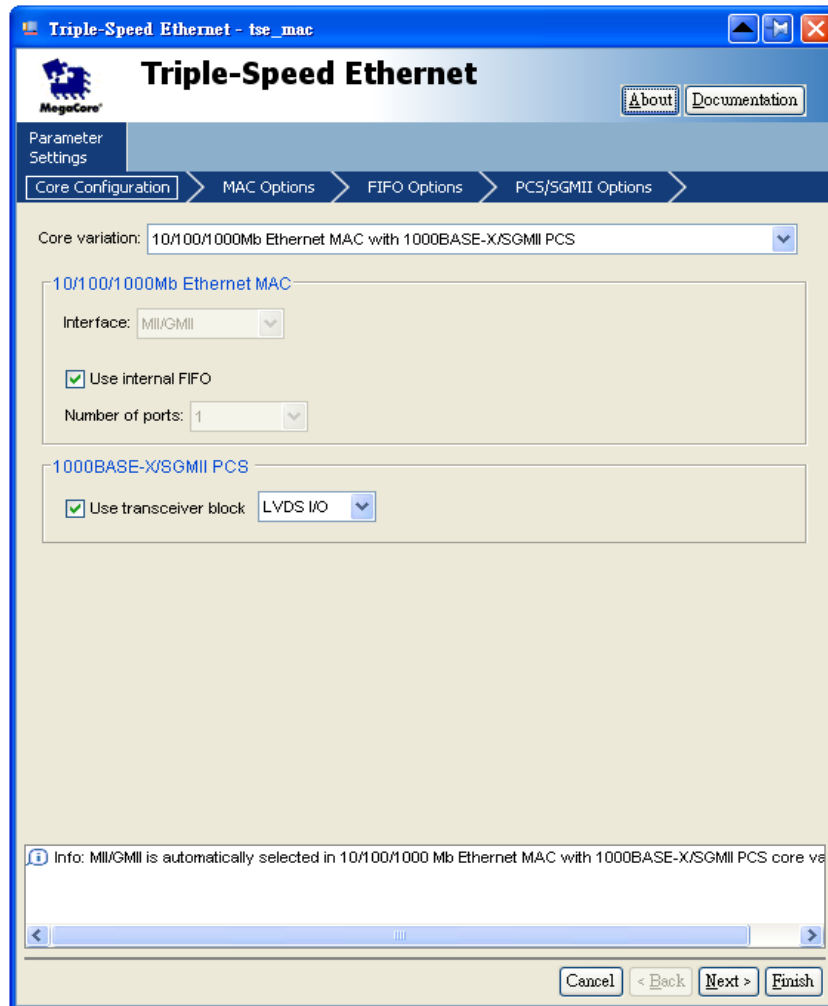 Triple-Speed Ethernet - tse_mac
MegaCore®
Triple-Speed Ethernet
About
Documentation
Parameter
Settings
Core Configuration
MAC Options
FIFO Options
PCS/SGMII Options
Core variation: 10/100/1000Mb Ethernet MAC with 1000BASE-X/SGMII PCS
10/100/1000Mb Ethernet MAC
Interface: MII/GMII
Use internal FIFO
Number of ports: 1
1000BASE-X/SGMII PCS
Use transceiver block LVDS I/O
Info: MII/GMII is automatically selected in 10/100/1000 Mb Ethernet MAC with 1000BASE-X/SGMII PCS core va
Cancel
< Back
Next >
Finish